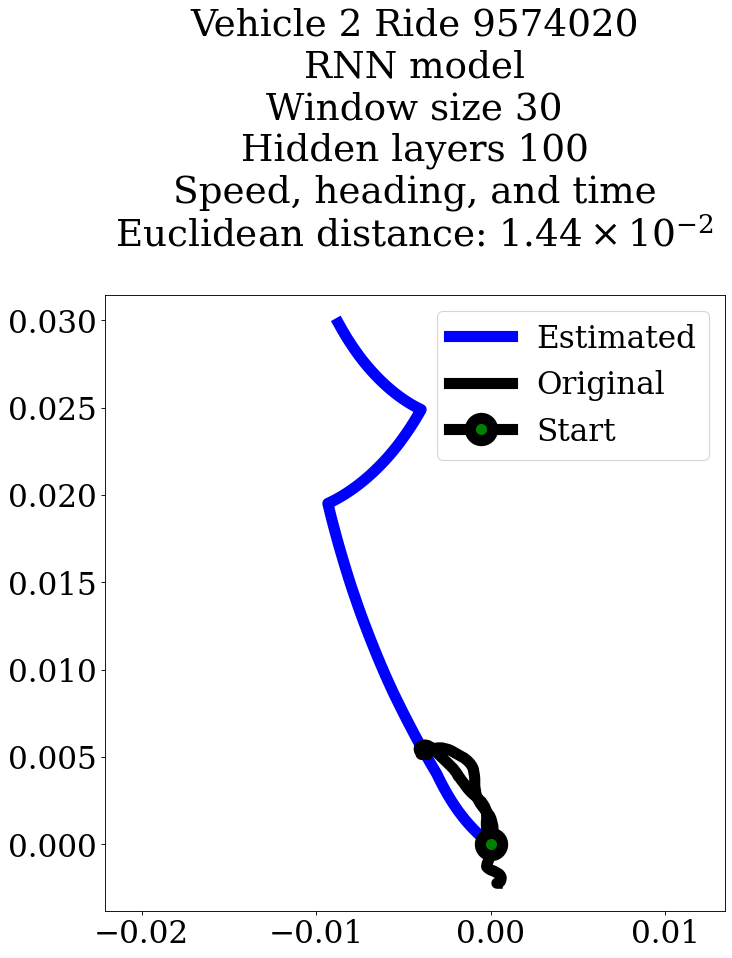 Vehicle 2 Ride 9574020
RNN model
Window size 30
Hidden layers 100
Speed, heading, and time
Euclidean distance: 1.44 × 10⁻²
Estimated
Original
Start
0.030
0.025
0.020
0.015
0.010
0.005
0.000
−0.02 −0.01 0.00 0.01